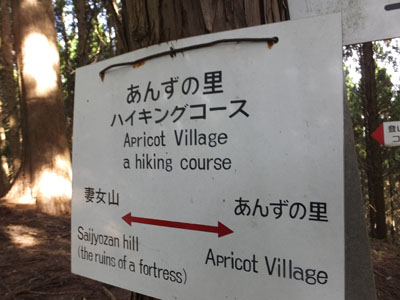 あんずの里
ハイキングコース
Apricot Village
a hiking course
妻女山
あんずの里
Saijyozan hill
(the ruins of a fortress)
Apricot Village